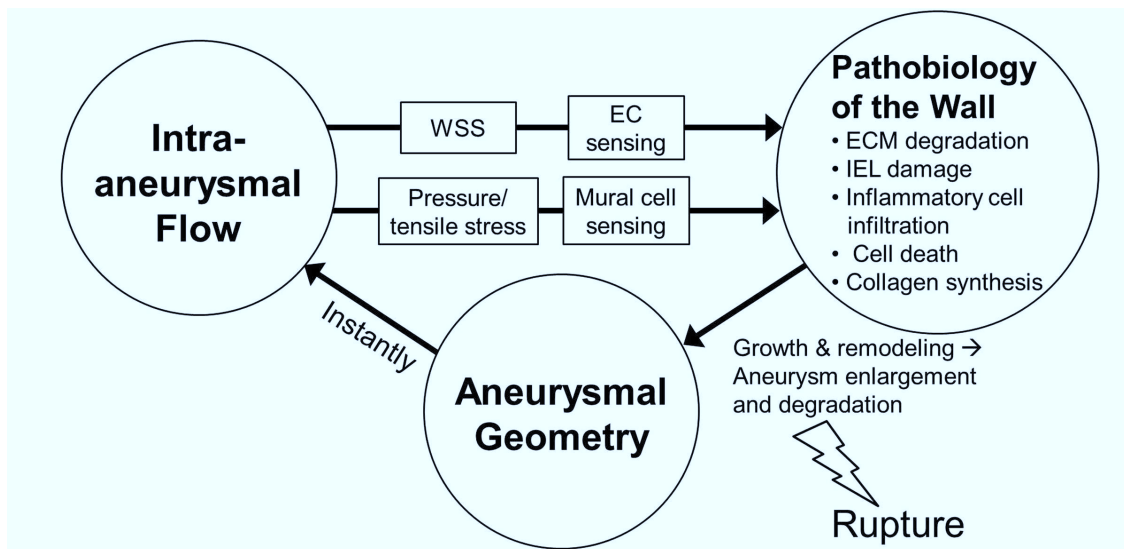 Intra-
aneurysmal
Flow
WSS
EC
sensing
Pressure/
tensile stress
Mural cell
sensing
Pathobiology
of the Wall
• ECM degradation
• IEL damage
• Inflammatory cell
infiltration
• Cell death
• Collagen synthesis
Instantly
Aneurysmal
Geometry
Growth & remodeling →
Aneurysm enlargement
and degradation
Rupture